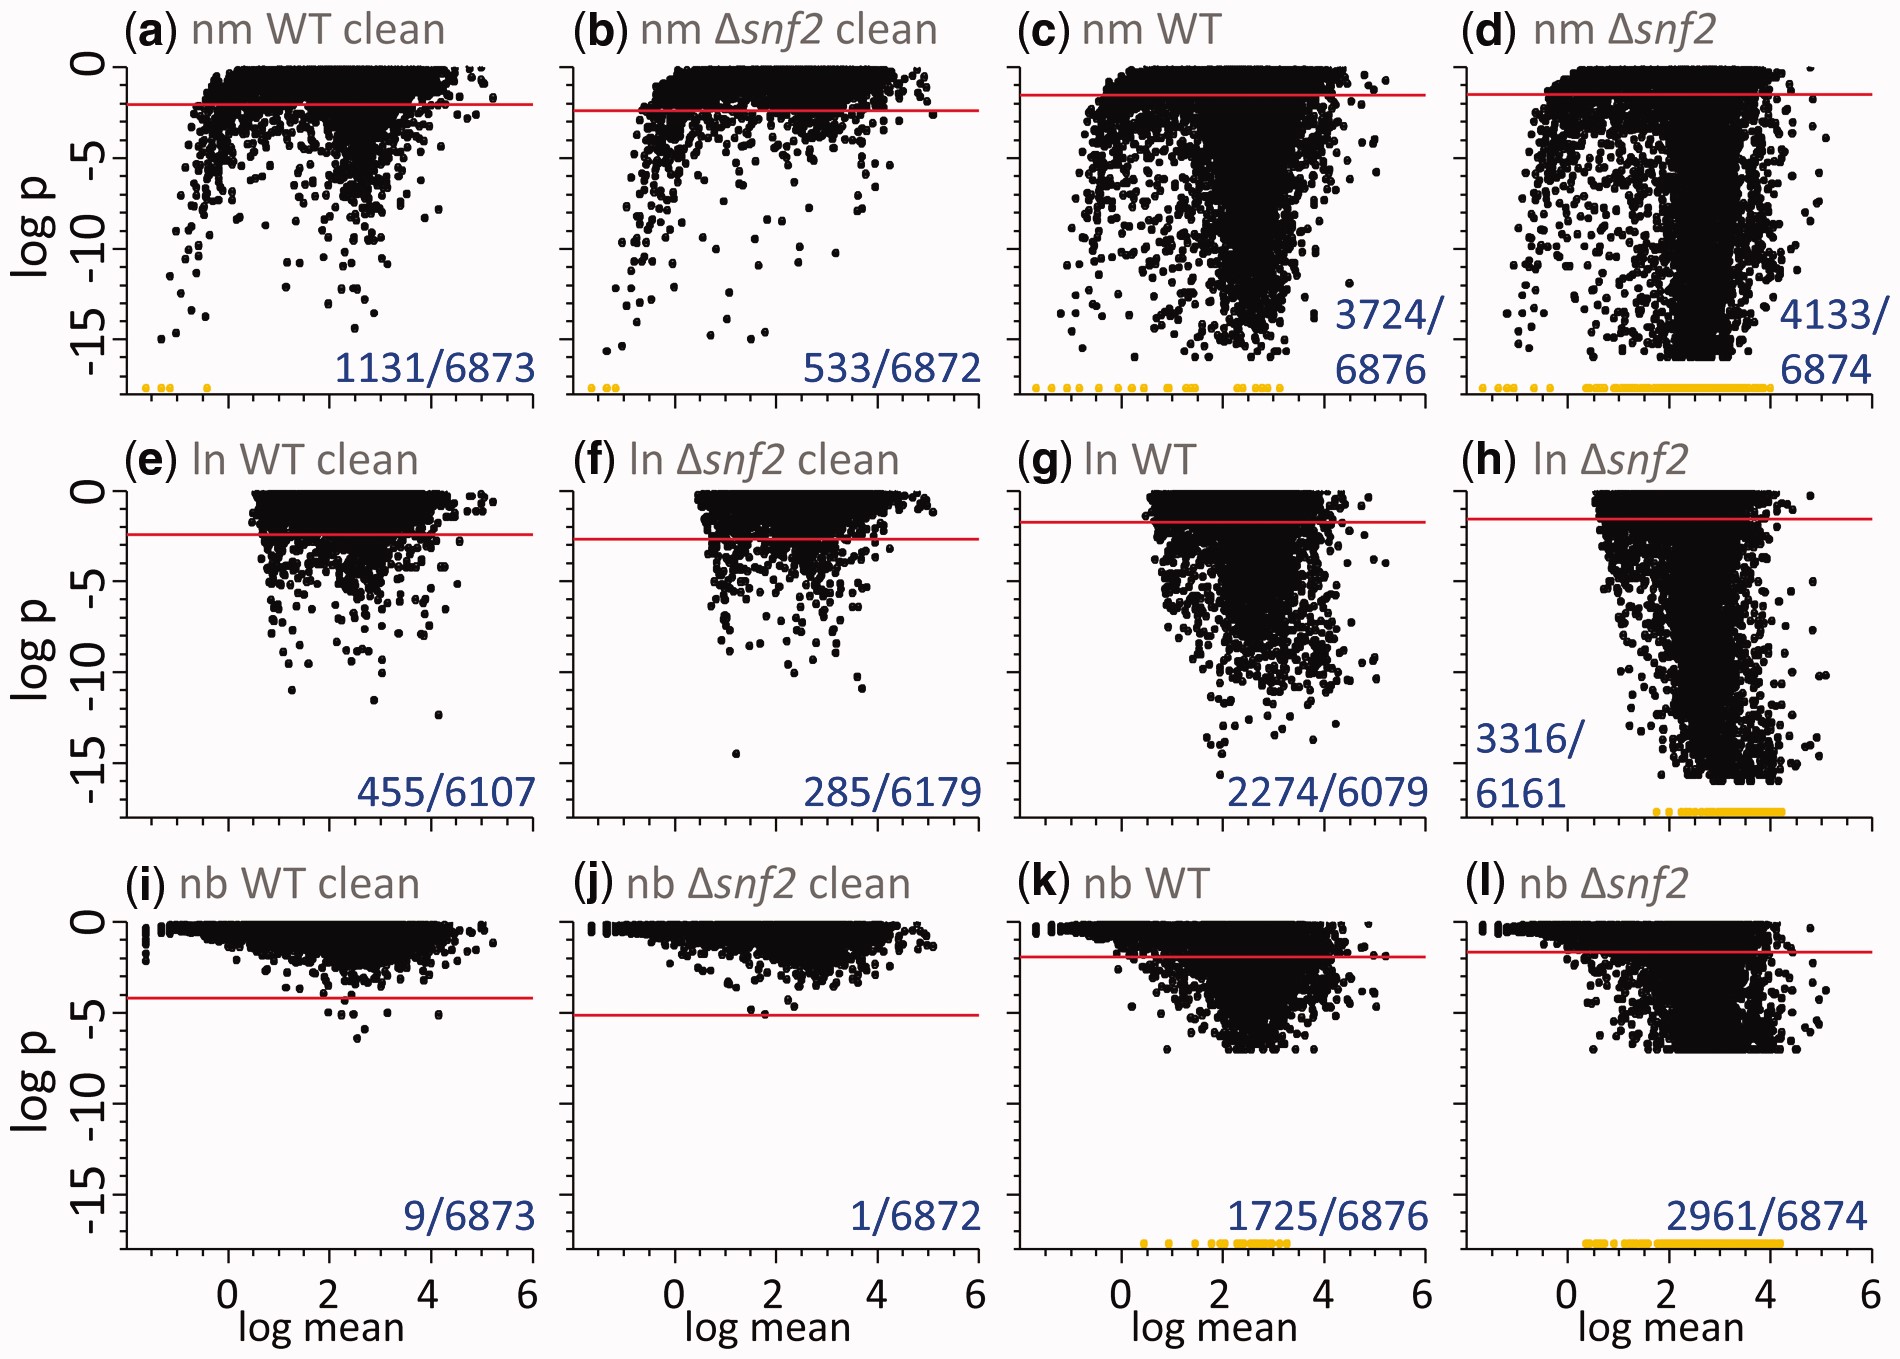 (a) nm WT clean
(b) nm Δsnf2 clean
(c) nm WT
(d) nm Δsnf2
log p
0
-5
-10
-15
1131/6873
533/6872
3724/
6876
4133/
6874
(e) ln WT clean
(f) ln Δsnf2 clean
(g) ln WT
(h) ln Δsnf2
log p
0
-5
-10
-15
455/6107
285/6179
2274/6079
3316/
6161
(i) nb WT clean
(j) nb Δsnf2 clean
(k) nb WT
(l) nb Δsnf2
log p
0
-5
-10
-15
9/6873
1/6872
1725/6876
2961/6874
0 2 4 6
0 2 4 6
0 2 4 6
0 2 4 6
log mean
log mean
log mean
log mean